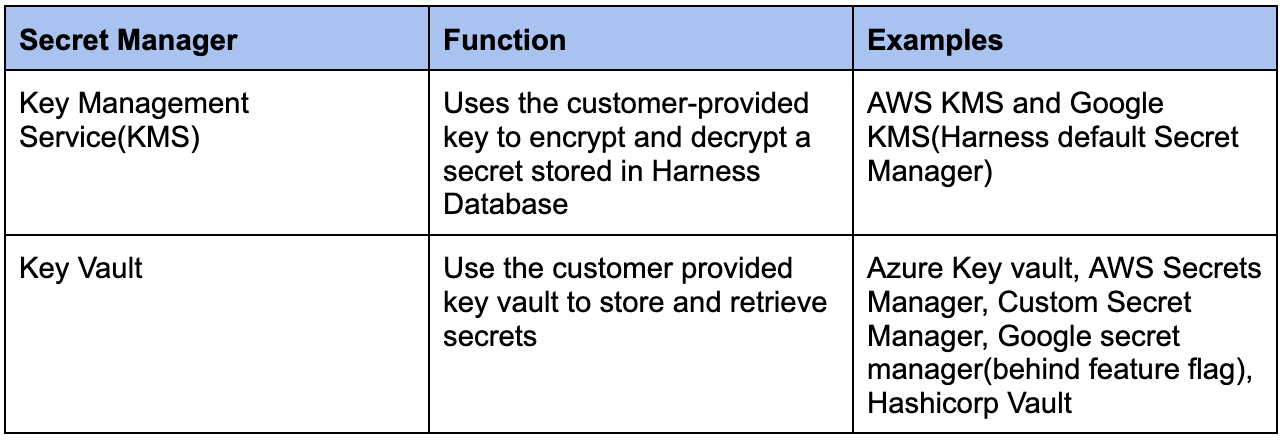 Secret Manager
Function
Examples
Key Management
Service(KMS)
Uses the customer-provided
key to encrypt and decrypt a
secret stored in Harness
Database
AWS KMS and Google
KMS(Harness default Secret
Manager)
Key Vault
Use the customer provided
key vault to store and retrieve
secrets
Azure Key vault, AWS Secrets
Manager, Custom Secret
Manager, Google secret
manager(behind feature flag),
Hashicorp Vault